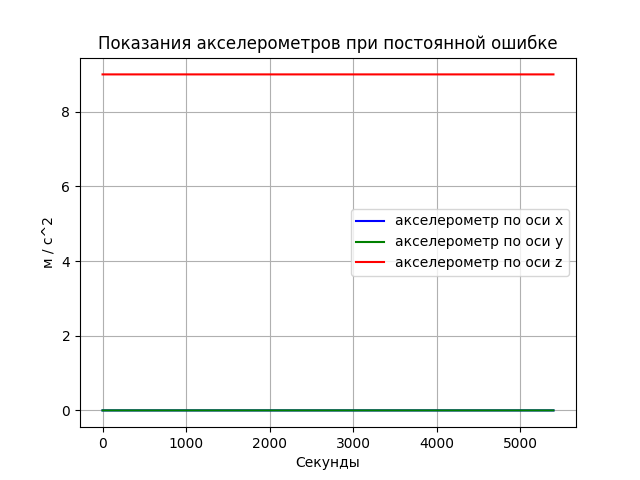 Показания акселерометров при постоянной ошибке
м / с^2
8
6
4
2
0
акселерометр по оси x
акселерометр по оси y
акселерометр по оси z
0 1000 2000 3000 4000 5000
Секунды